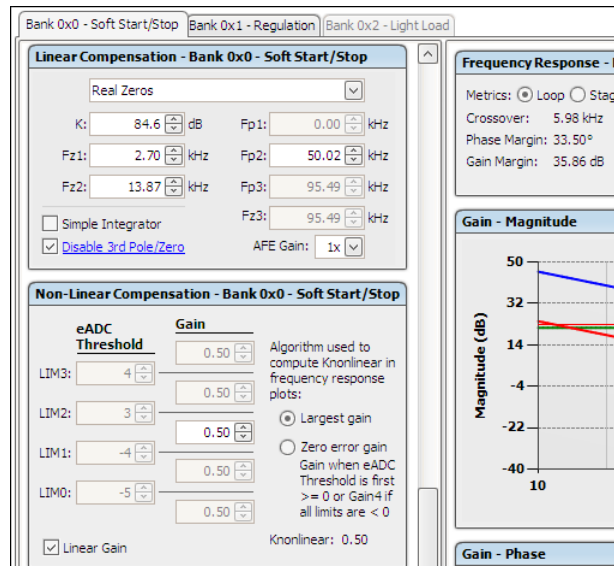 Bank 0x0 - Soft Start/Stop Bank 0x1 - Regulation Bank 0x2 - Light Load
Linear Compensation - Bank 0x0 - Soft Start/Stop
Real Zeros
K: 84.6 dB Fp1: 0.00 kHz
Fz1: 2.70 kHz Fp2: 50.02 kHz
Fz2: 13.87 kHz Fp3: 95.49 kHz
Simple Integrator Fz3: 95.49 kHz
Disable 3rd Pole/Zero AFE Gain: 1x
Non-Linear Compensation - Bank 0x0 - Soft Start/Stop
eADC
Threshold
Gain
0.50
LIM3: 4
0.50
LIM2: 3
0.50
LIM1: -4
0.50
LIM0: -5
0.50
Linear Gain
Algorithm used to
compute Knonlinear in
frequency response
plots:
Largest gain
Zero error gain
Gain when eADC
Threshold is first
>= 0 or Gain4 if
all limits are < 0
Knonlinear: 0.50
Frequency Response -
Metrics: Loop
Crossover: 5.98 kHz
Phase Margin: 33.50°
Gain Margin: 35.86 dB
Gain - Magnitude
Magnitude (dB)
50
32
14
-4
-22
-40
10
Gain - Phase